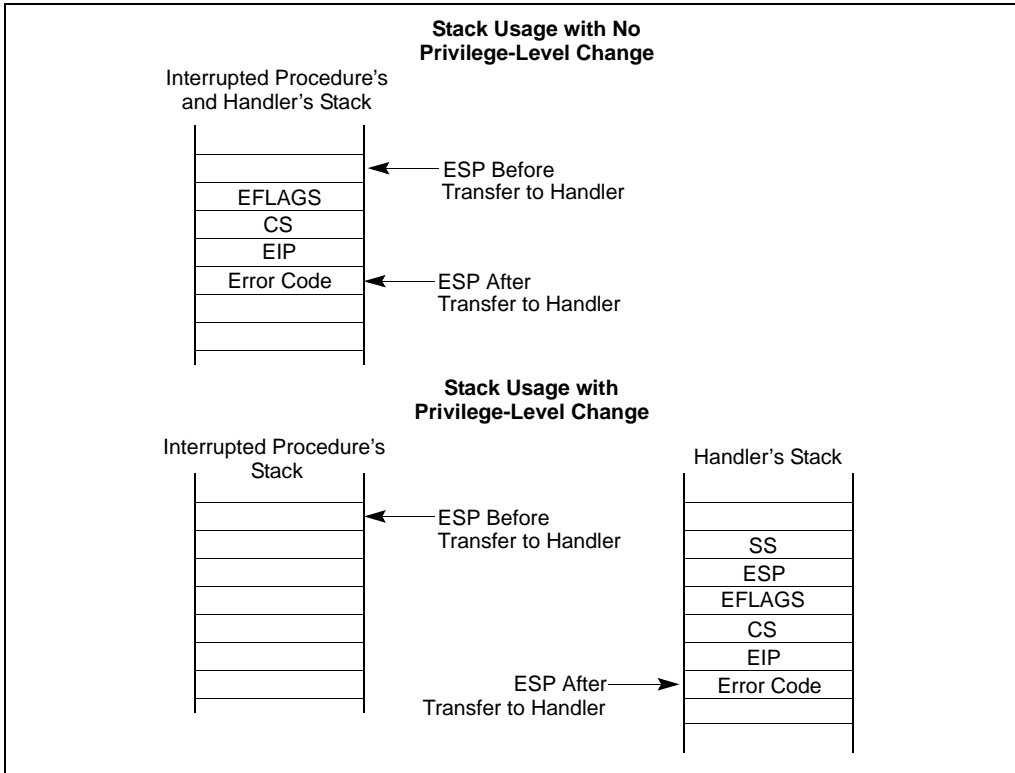 Stack Usage with No
Privilege-Level Change
Interrupted Procedure's
and Handler's Stack
ESP Before
Transfer to Handler
EFLAGS
CS
EIP
Error Code
ESP After
Transfer to Handler
Stack Usage with
Privilege-Level Change
Interrupted Procedure's
Stack
Handler's Stack
ESP Before
Transfer to Handler
SS
ESP
EFLAGS
CS
EIP
ESP After
Transfer to Handler
Error Code